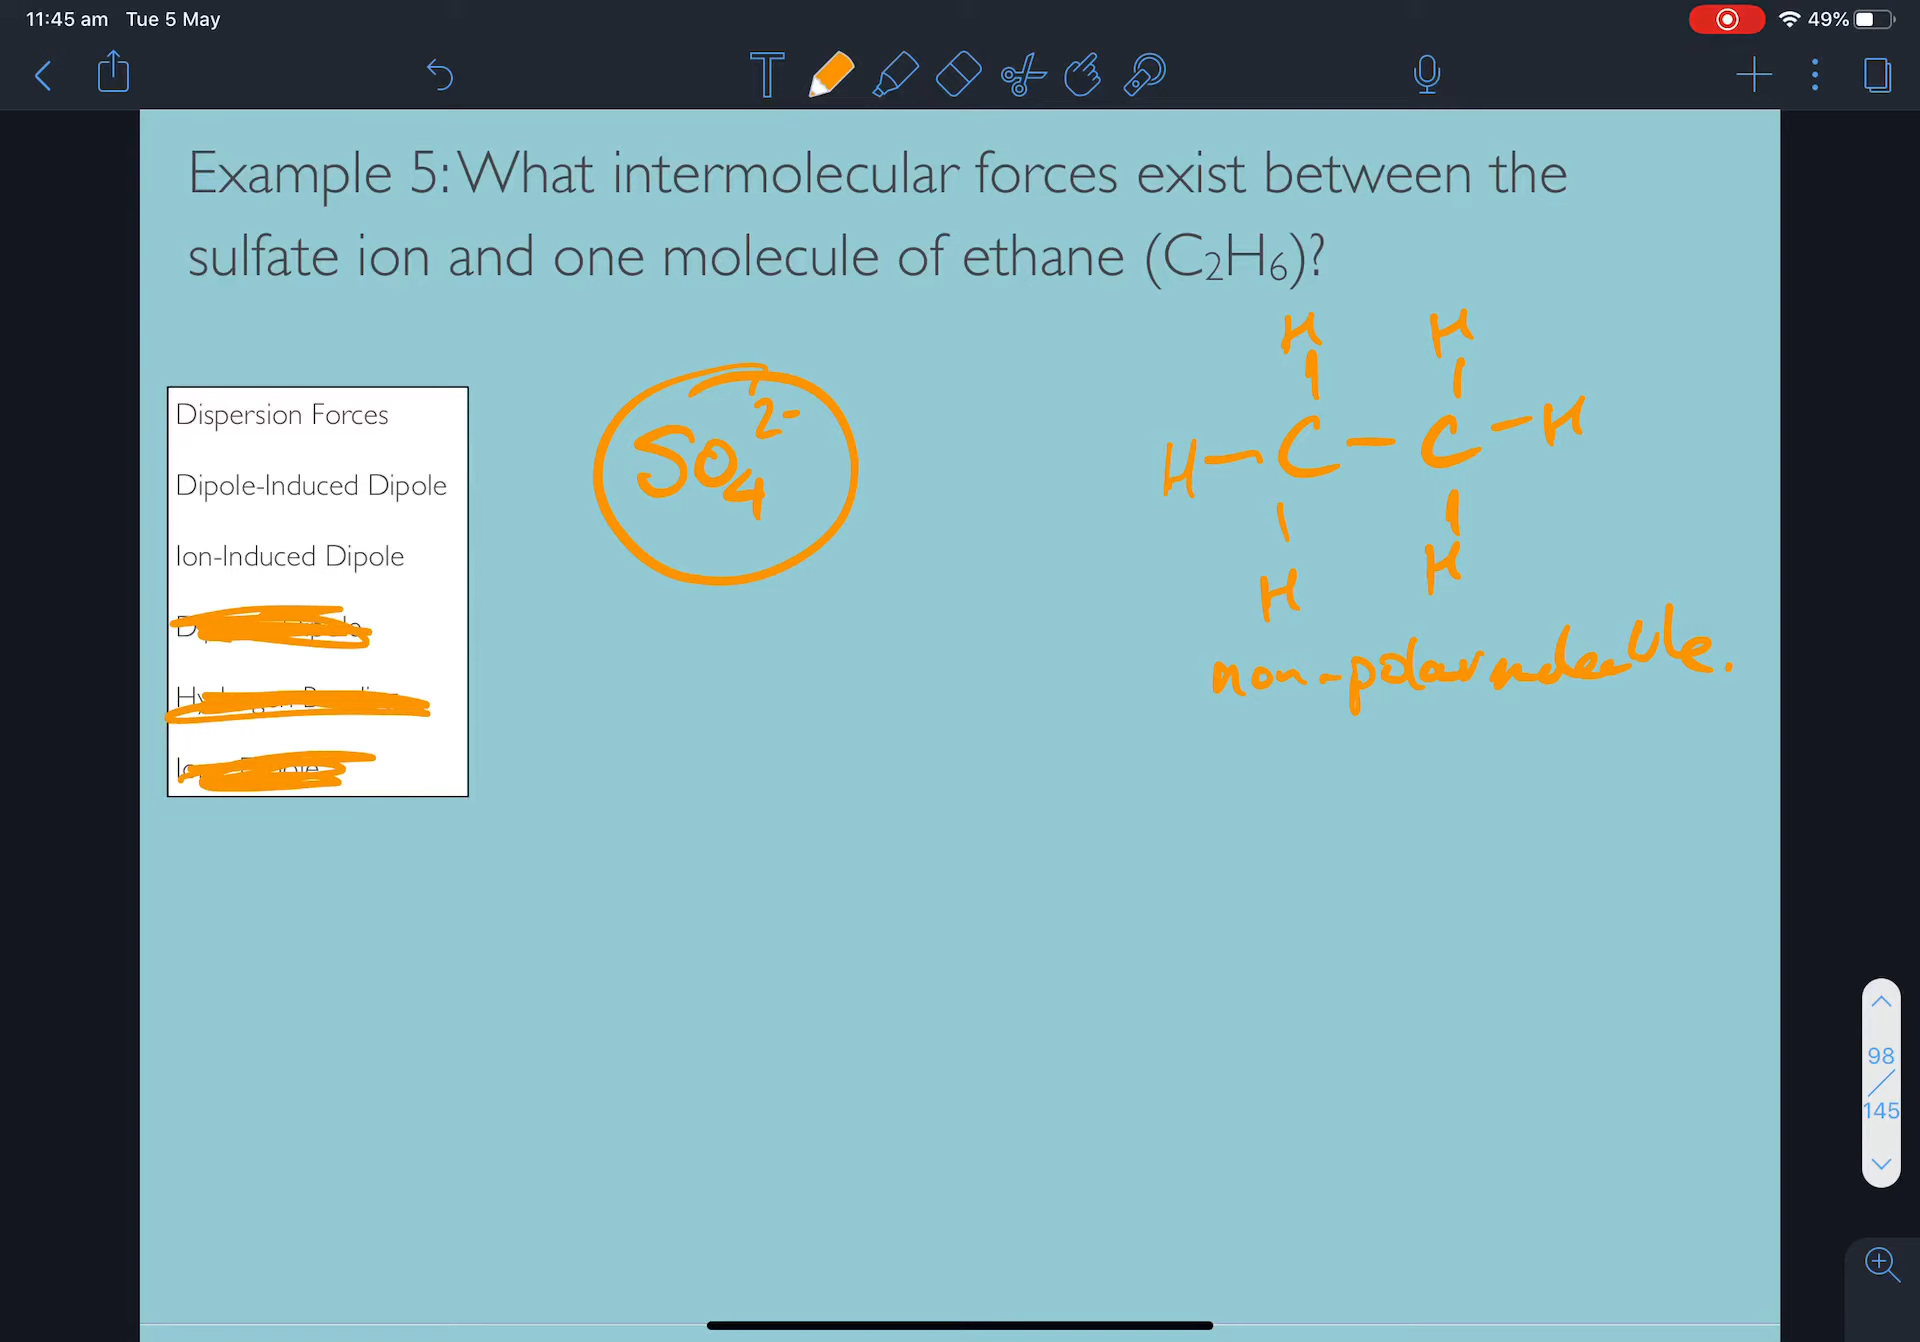 11:45 am Tue 5 May
49%
Example 5: What intermolecular forces exist between the
sulfate ion and one molecule of ethane (C₂H₆)?
Dispersion Forces
Dipole-Induced Dipole
Ion-Induced Dipole
SO₄²⁻
H H
H-C-C-H
H H
non-polar molecule.
98
145